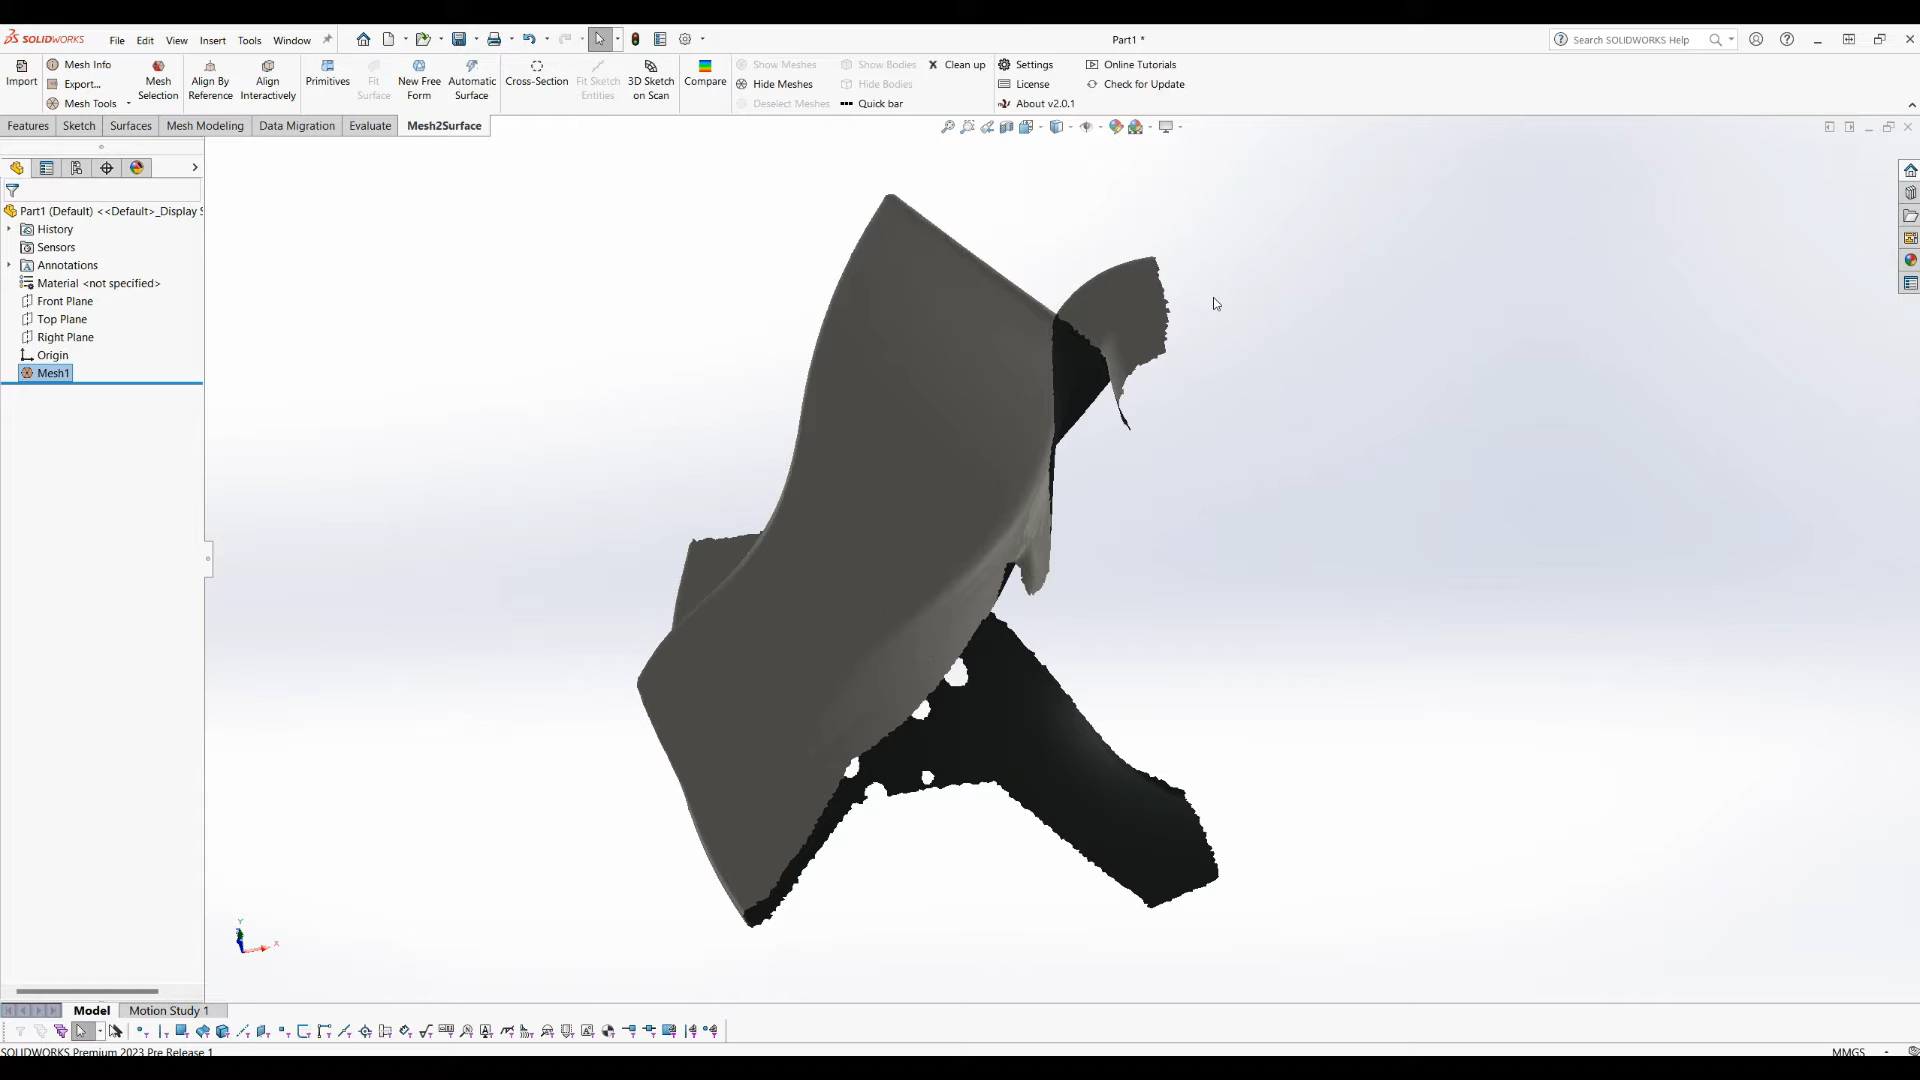 SOLIDWORKS File Edit View Insert Tools Window Part1 * Search SOLIDWORKS Help
Import
Mesh Info
Export...
Mesh Tools
Mesh Selection
Align By Reference
Align Interactively
Primitives
Fit Surface
New Free Form
Automatic Surface
Cross-Section
Fit Sketch Entities
3D Sketch on Scan
Compare
Show Meshes
Hide Meshes
Deselect Meshes
Show Bodies
Hide Bodies
Quick bar
Clean up
Settings
License
About v2.0.1
Online Tutorials
Check for Update
Features Sketch Surfaces Mesh Modeling Data Migration Evaluate Mesh2Surface
Part1 (Default) <<Default>_Display S
History
Sensors
Annotations
Material <not specified>
Front Plane
Top Plane
Right Plane
Origin
Mesh1
Y
X
Model Motion Study 1
SOLIDWORKS Premium 2023 Pre Release 1 MMGS